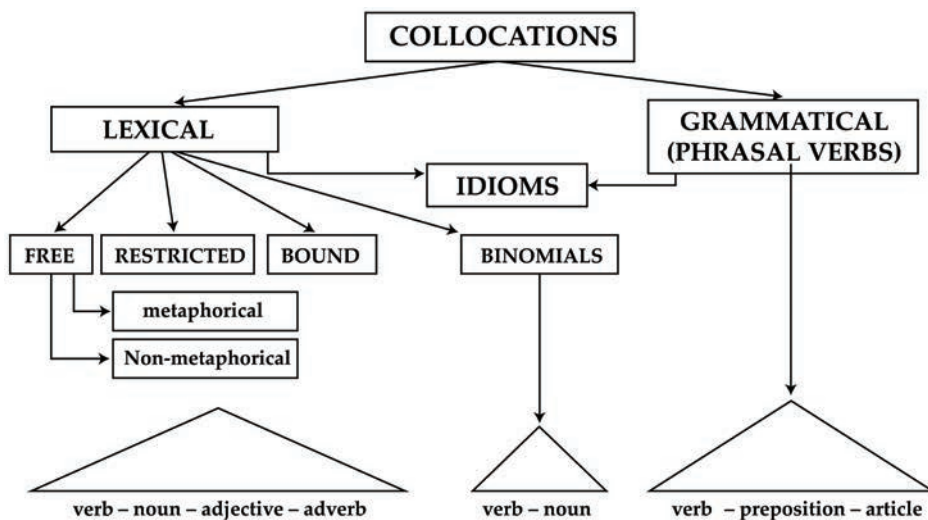 COLLOCATIONS
LEXICAL
GRAMMATICAL
(PHRASAL VERBS)
IDIOMS
FREE
RESTRICTED
BOUND
BINOMIALS
metaphorical
Non-metaphorical
verb – noun – adjective – adverb
verb – noun
verb – preposition – article